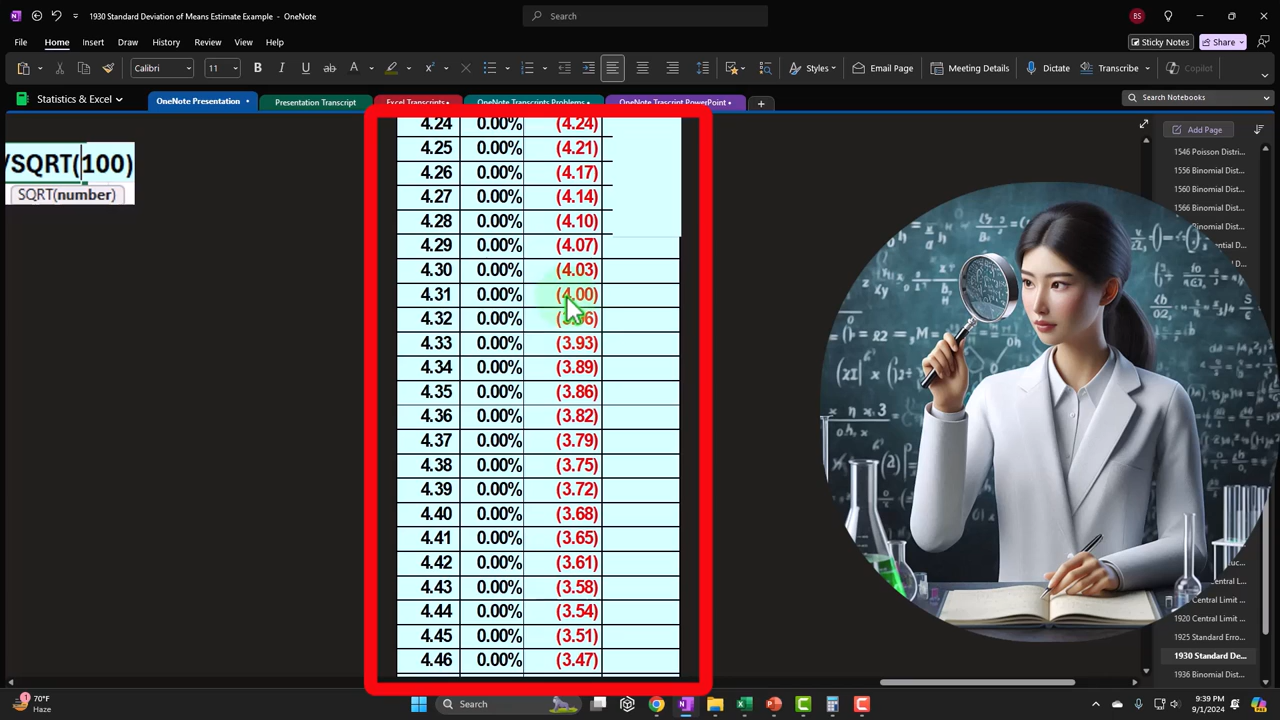 1930 Standard Deviation of Means Estimate Example - OneNote
Search
BS
File Home Insert Draw History Review View Help
Sticky Notes
Share
Calibri 11
Styles
Email Page
Meeting Details
Dictate
Transcribe
Copilot
Statistics & Excel
OneNote Presentation
Presentation Transcript
Excel Transcripts
OneNote Transcripts Problems
OneNote Trascript PowerPoint
Search Notebooks
Add Page
/SQRT(100)
SQRT(number)
4.24 0.00% (4.24)
4.25 0.00% (4.21)
4.26 0.00% (4.17)
4.27 0.00% (4.14)
4.28 0.00% (4.10)
4.29 0.00% (4.07)
4.30 0.00% (4.03)
4.31 0.00% (4.00)
4.32 0.00%
4.33 0.00% (3.93)
4.34 0.00% (3.89)
4.35 0.00% (3.86)
4.36 0.00% (3.82)
4.37 0.00% (3.79)
4.38 0.00% (3.75)
4.39 0.00% (3.72)
4.40 0.00% (3.68)
4.41 0.00% (3.65)
4.42 0.00% (3.61)
4.43 0.00% (3.58)
4.44 0.00% (3.54)
4.45 0.00% (3.51)
4.46 0.00% (3.47)
1546 Poisson Distri...
1556 Binomial Dist...
1560 Binomial Dist...
1566 Binomial Dist...
1920 Central Limit ...
1925 Standard Erro...
1930 Standard De...
1936 Binomial Dist...
70°F
Haze
Search
9:39 PM
9/1/2024